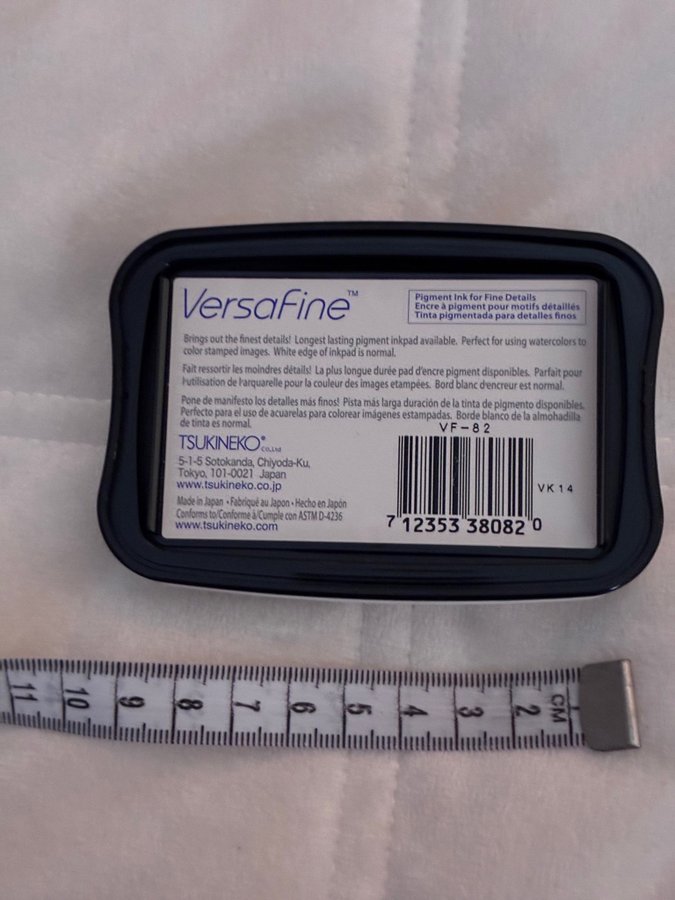 VersaFine™
Pigment Ink for Fine Details
Encre à pigment pour motifs détaillés
Tinta pigmentada para detalles finos
Brings out the finest details! Longest lasting pigment inkpad available. Perfect for using watercolors to
color stamped images. White edge of inkpad is normal.
Fait ressortir les moindres détails! La plus longue durée pad d'encre pigment disponibles. Parfait pour
l'utilisation de l'arquarelle pour la couleur des images etampées. Bord blanc d'encreur est normal.
Pone de manifesto los detalles más finos! Pista más larga duración de la tinta de pigmento disponibles.
Perfecto para el uso de acuarelas para colorear imágenes estampadas. Borde blanco de la almohadilla
de tinta es normal.
VF-82
TSUKINEKO® Co.,Ltd
5-1-5 Sotokanda, Chiyoda-Ku,
Tokyo, 101-0021 Japan
www.tsukineko.co.jp
VK14
Made in Japan • Fabriqué au Japon • Hecho en Japón
Conforms to/Conforme à/Cumple con ASTM D-4236
www.tsukineko.com
7 12353 38082 0
11 10 9 8 7 6 5 4 3 2 CM